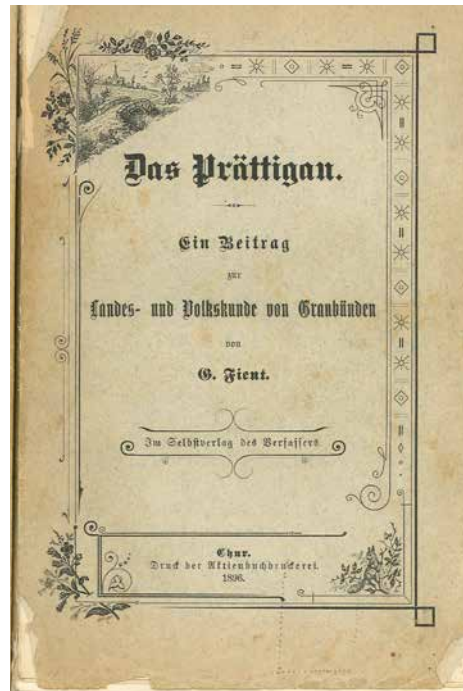 Das Prättigau.
Ein Beitrag
zur
Landes- und Volkskunde von Graubünden
von
G. Fient.
Im Selbstverlag des Verfassers.
Chur.
Druck der Aktienbuchdruckerei.
1896.